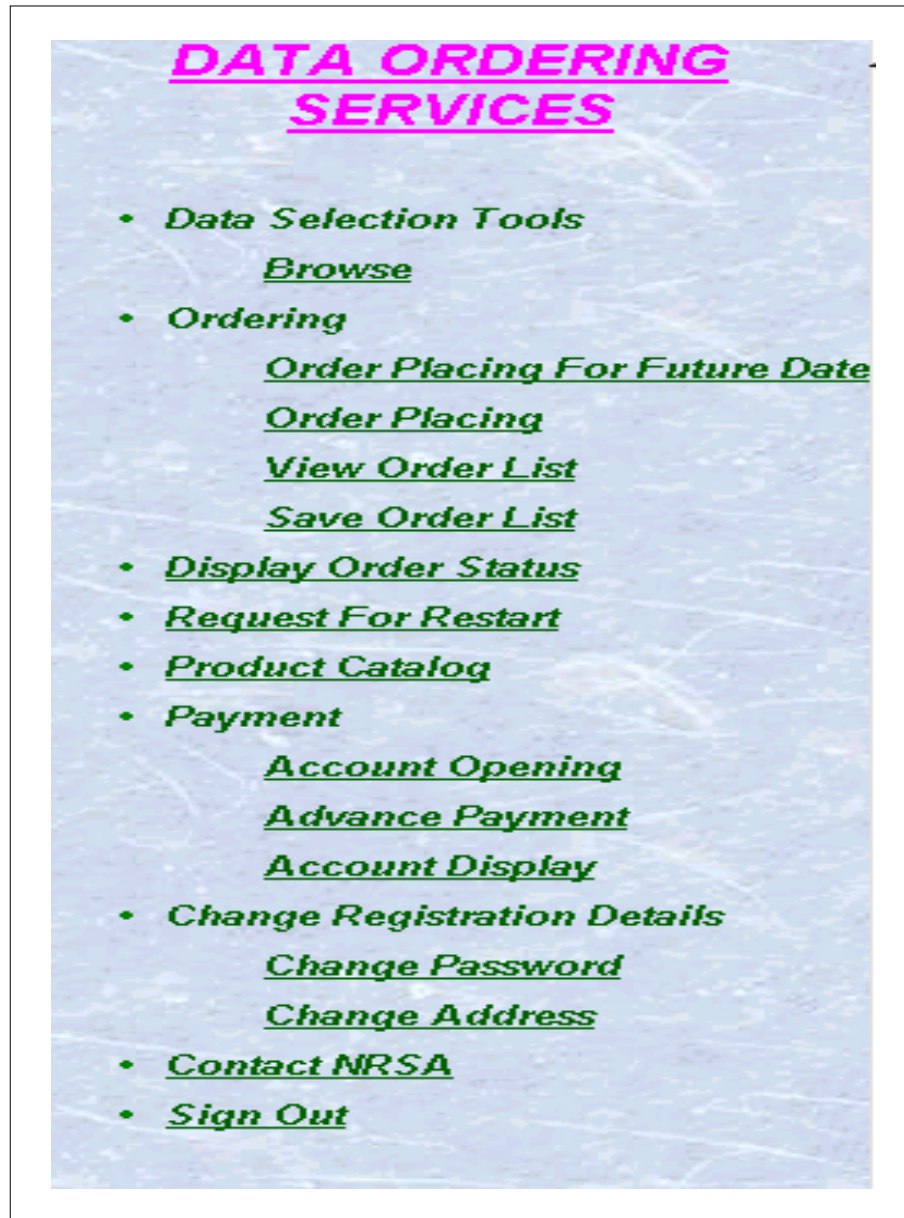 DATA ORDERING
SERVICES
• Data Selection Tools
Browse
• Ordering
Order Placing For Future Date
Order Placing
View Order List
Save Order List
• Display Order Status
• Request For Restart
• Product Catalog
• Payment
Account Opening
Advance Payment
Account Display
• Change Registration Details
Change Password
Change Address
• Contact NRSA
• Sign Out